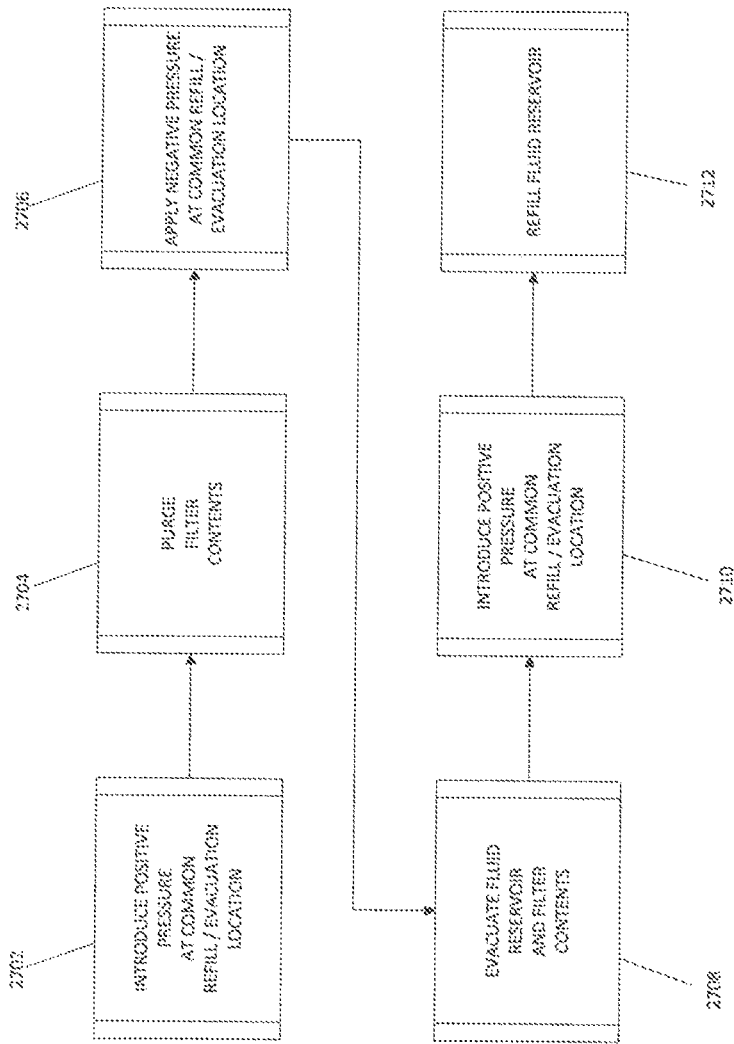 2702
INTRODUCE POSITIVE
PRESSURE
AT COMMON
REFILL / EVACUATION
LOCATION
2704
PURGE
FILTER
CONTENTS
2706
APPLY NEGATIVE PRESSURE
AT COMMON REFILL /
EVACUATION LOCATION
EVACUATE FLUID
RESERVOIR
AND FILTER
CONTENTS
2708
INTRODUCE POSITIVE
PRESSURE
AT COMMON
REFILL / EVACUATION
LOCATION
2710
REFILL FLUID RESERVOIR
2712